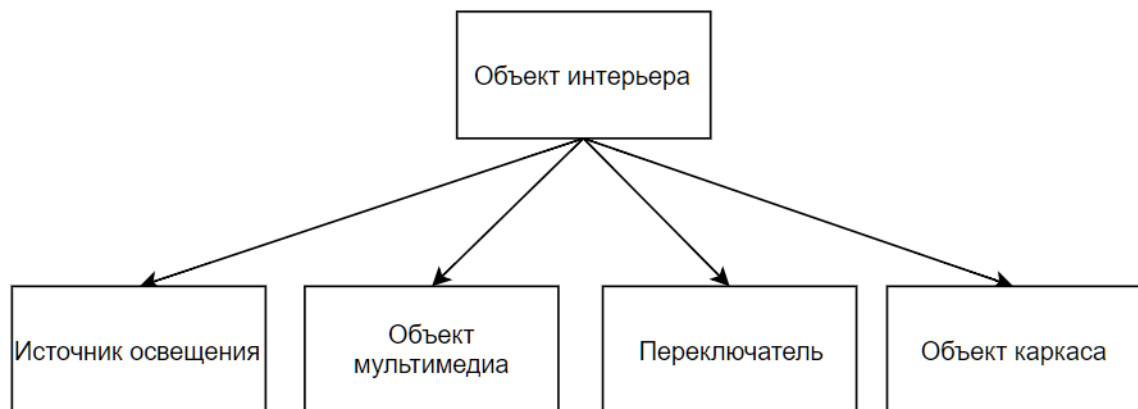 Объект интерьера
Источник освещения
Объект
мультимедиа
Переключатель
Объект каркаса